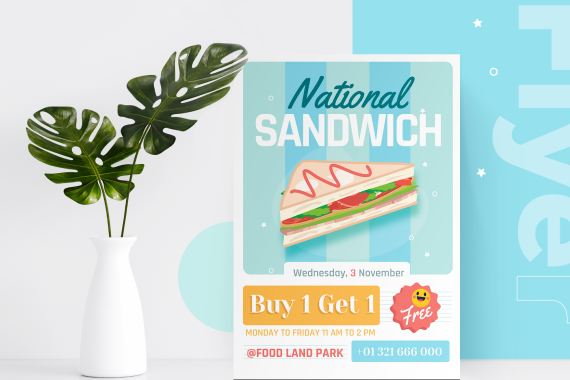 National
SANDWICH
Wednesday, 3 November
Buy 1 Get 1
Free
MONDAY TO FRIDAY 11 AM TO 2 PM
@FOOD LAND PARK
+01 321 666 000
Flyer